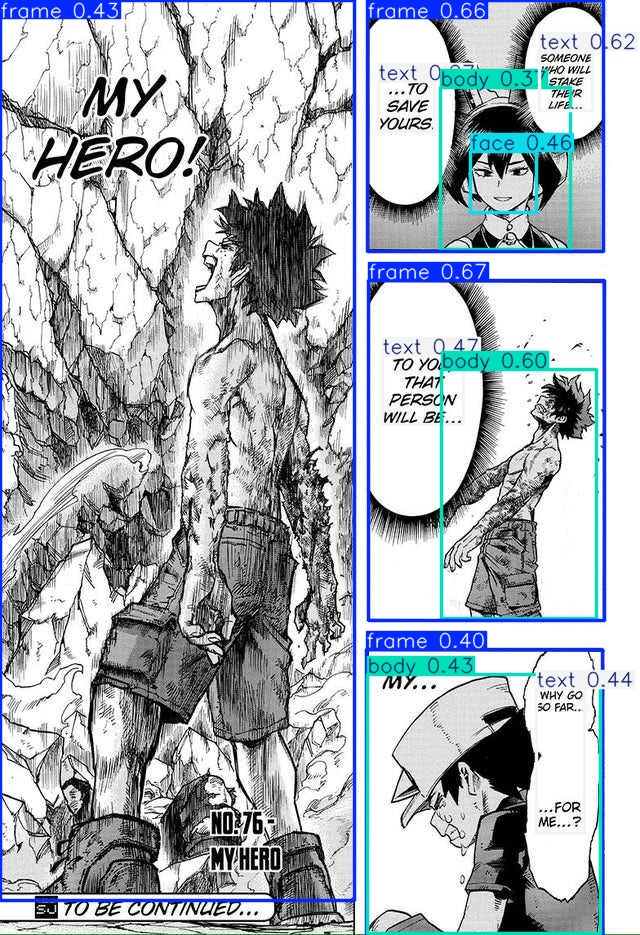 frame 0.66
text 0.62
SOMEONE
WHO WILL
STAKE
THEIR
LIFE...
text
...TO
SAVE
YOURS.
body 0.3
face 0.46
frame 0.67
text 0.47
TO YOU
THAT
PERSON
WILL BE...
body 0.60
frame 0.40
body 0.43
text 0.44
WHY GO
SO FAR...
...FOR
ME...?
MY...
frame 0.43
MY
HERO!
NO. 76 -
MY HERO
SJ TO BE CONTINUED...